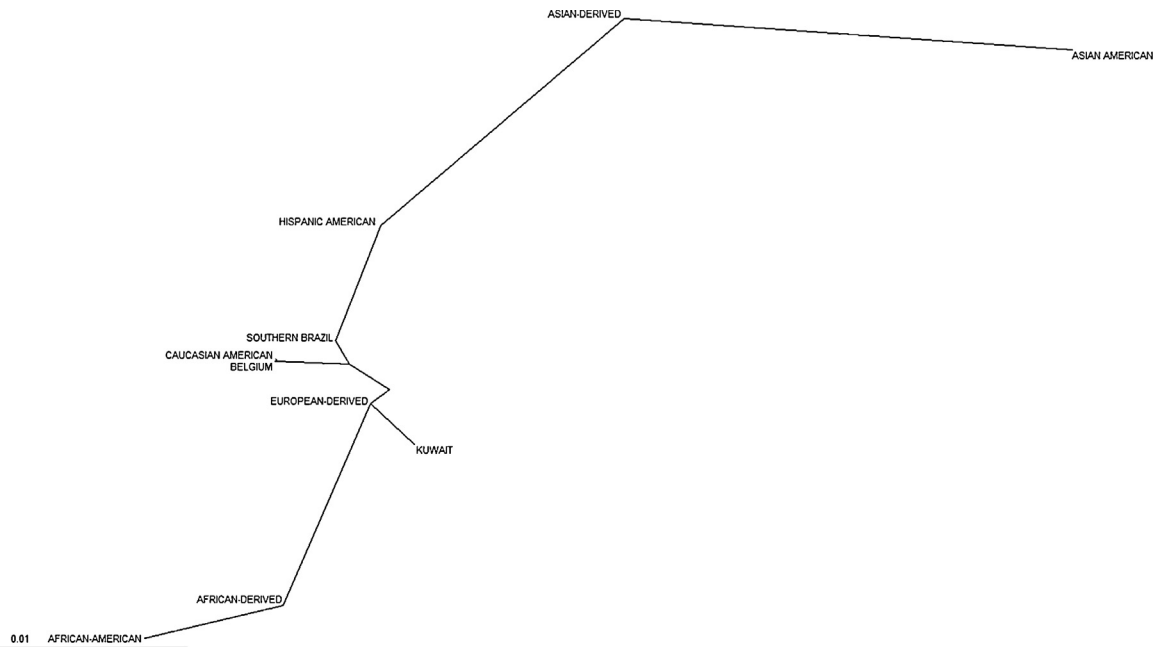 ASIAN-DERIVED
ASIAN AMERICAN
HISPANIC AMERICAN
SOUTHERN BRAZIL
CAUCASIAN AMERICAN
BELGIUM
EUROPEAN-DERIVED
KUWAIT
AFRICAN-DERIVED
0.01 AFRICAN-AMERICAN